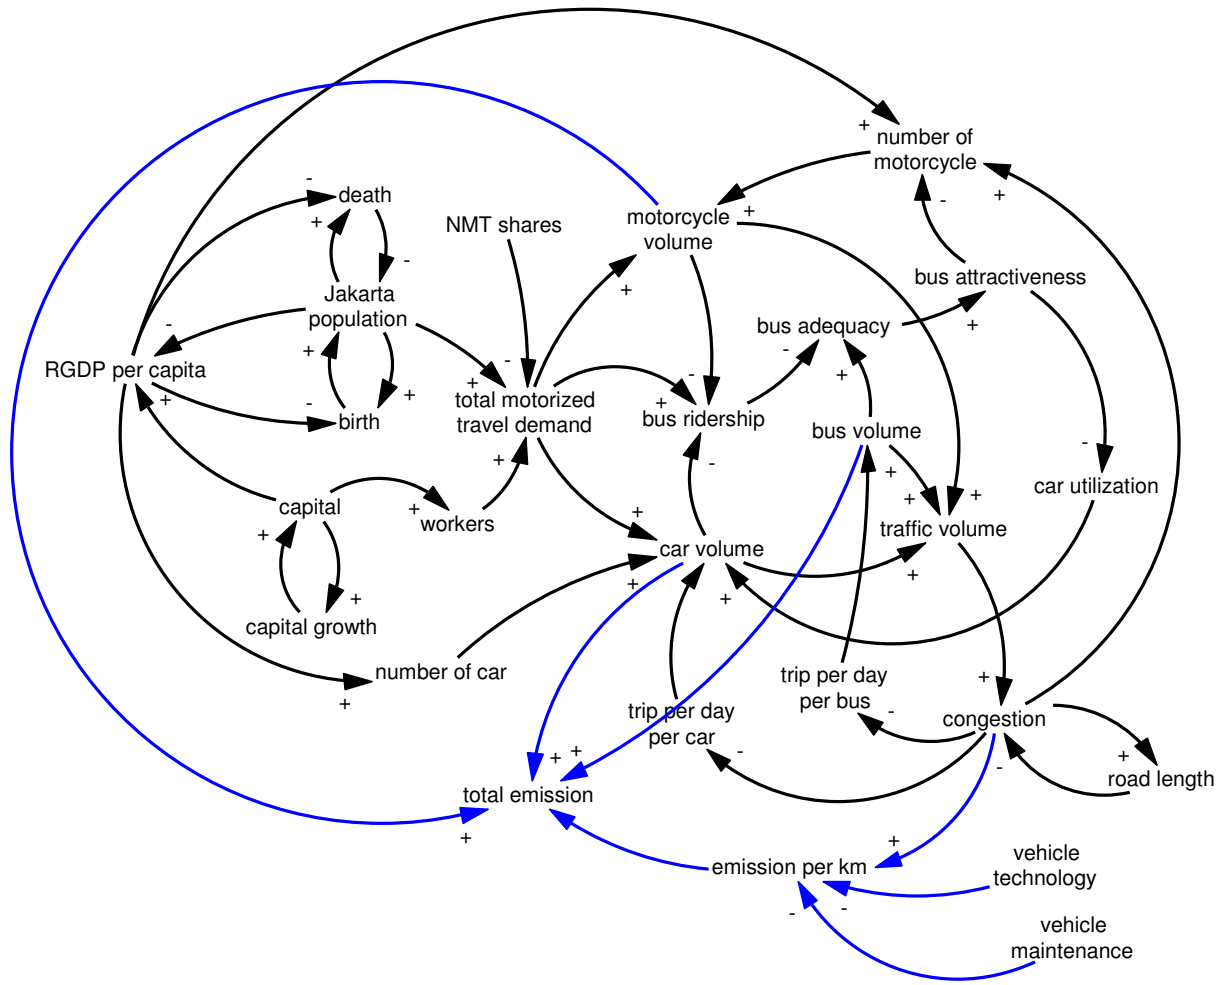 number of
motorcycle
death
NMT shares
motorcycle
volume
Jakarta
population
bus attractiveness
bus adequacy
RGDP per capita
total motorized
travel demand
birth
bus ridership
bus volume
capital
workers
car utilization
traffic volume
car volume
capital growth
number of car
trip per day
per bus
trip per day
per car
congestion
road length
total emission
emission per km
vehicle
technology
vehicle
maintenance